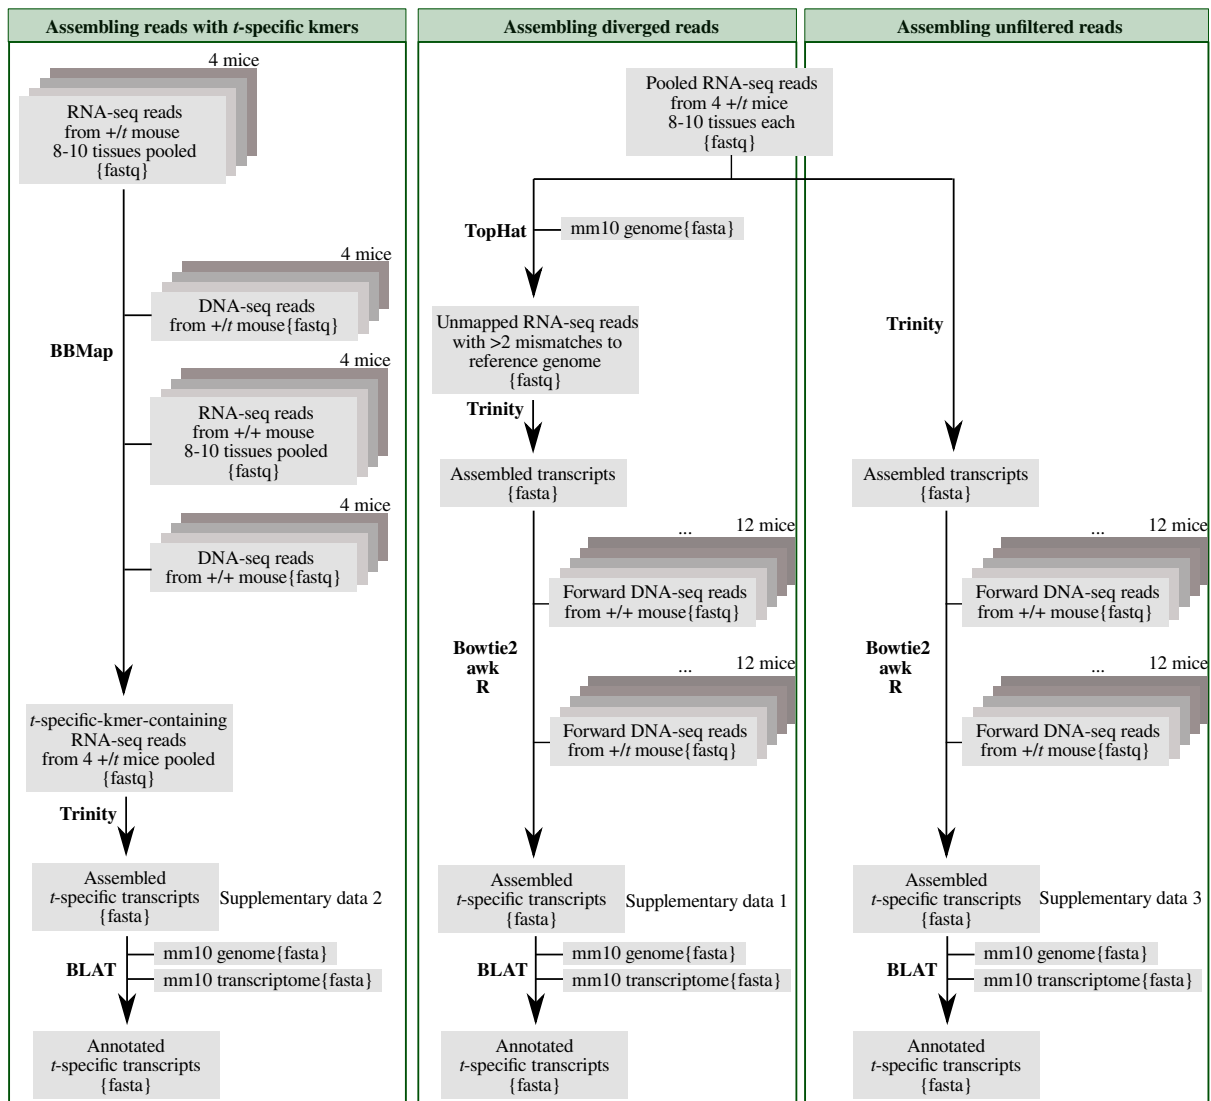 Assembling reads with t-specific kmers
4 mice
RNA-seq reads
from +/t mouse
8-10 tissues pooled
{fastq}
4 mice
DNA-seq reads
from +/t mouse{fastq}
BBMap
4 mice
RNA-seq reads
from +/+ mouse
8-10 tissues pooled
{fastq}
4 mice
DNA-seq reads
from +/+ mouse{fastq}
t-specific-kmer-containing
RNA-seq reads
from 4 +/t mice pooled
{fastq}
Trinity
Assembled
t-specific transcripts
{fasta}
Supplementary data 2
mm10 genome{fasta}
BLAT
mm10 transcriptome{fasta}
Annotated
t-specific transcripts
{fasta}
Assembling diverged reads
Assembling unfiltered reads
Pooled RNA-seq reads
from 4 +/t mice
8-10 tissues each
{fastq}
TopHat
mm10 genome{fasta}
Unmapped RNA-seq reads
with >2 mismatches to
reference genome
{fastq}
Trinity
Assembled transcripts
{fasta}
... 12 mice
Forward DNA-seq reads
from +/+ mouse{fastq}
Bowtie2
awk
R
... 12 mice
Forward DNA-seq reads
from +/t mouse{fastq}
Assembled
t-specific transcripts
{fasta}
Supplementary data 1
mm10 genome{fasta}
BLAT
mm10 transcriptome{fasta}
Annotated
t-specific transcripts
{fasta}
Trinity
Assembled transcripts
{fasta}
... 12 mice
Forward DNA-seq reads
from +/+ mouse{fastq}
Bowtie2
awk
R
... 12 mice
Forward DNA-seq reads
from +/t mouse{fastq}
Assembled
t-specific transcripts
{fasta}
Supplementary data 3
mm10 genome{fasta}
BLAT
mm10 transcriptome{fasta}
Annotated
t-specific transcripts
{fasta}